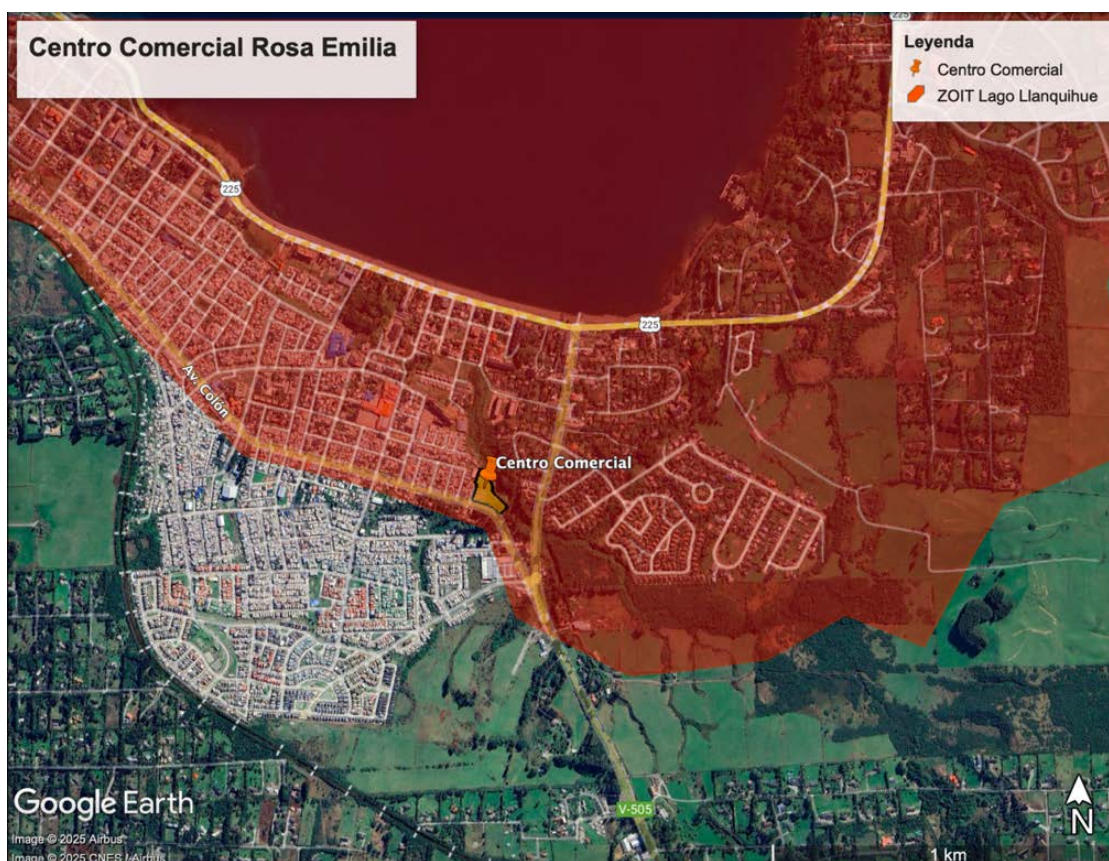 Centro Comercial Rosa Emilia
225
Leyenda
Centro Comercial
ZOIT Lago Llanquihue
225
225
Av. Colón
Centro Comercial
V-505
Google Earth
Image © 2025 Airbus
Image © 2025 CNES / Airbus
1 km
N